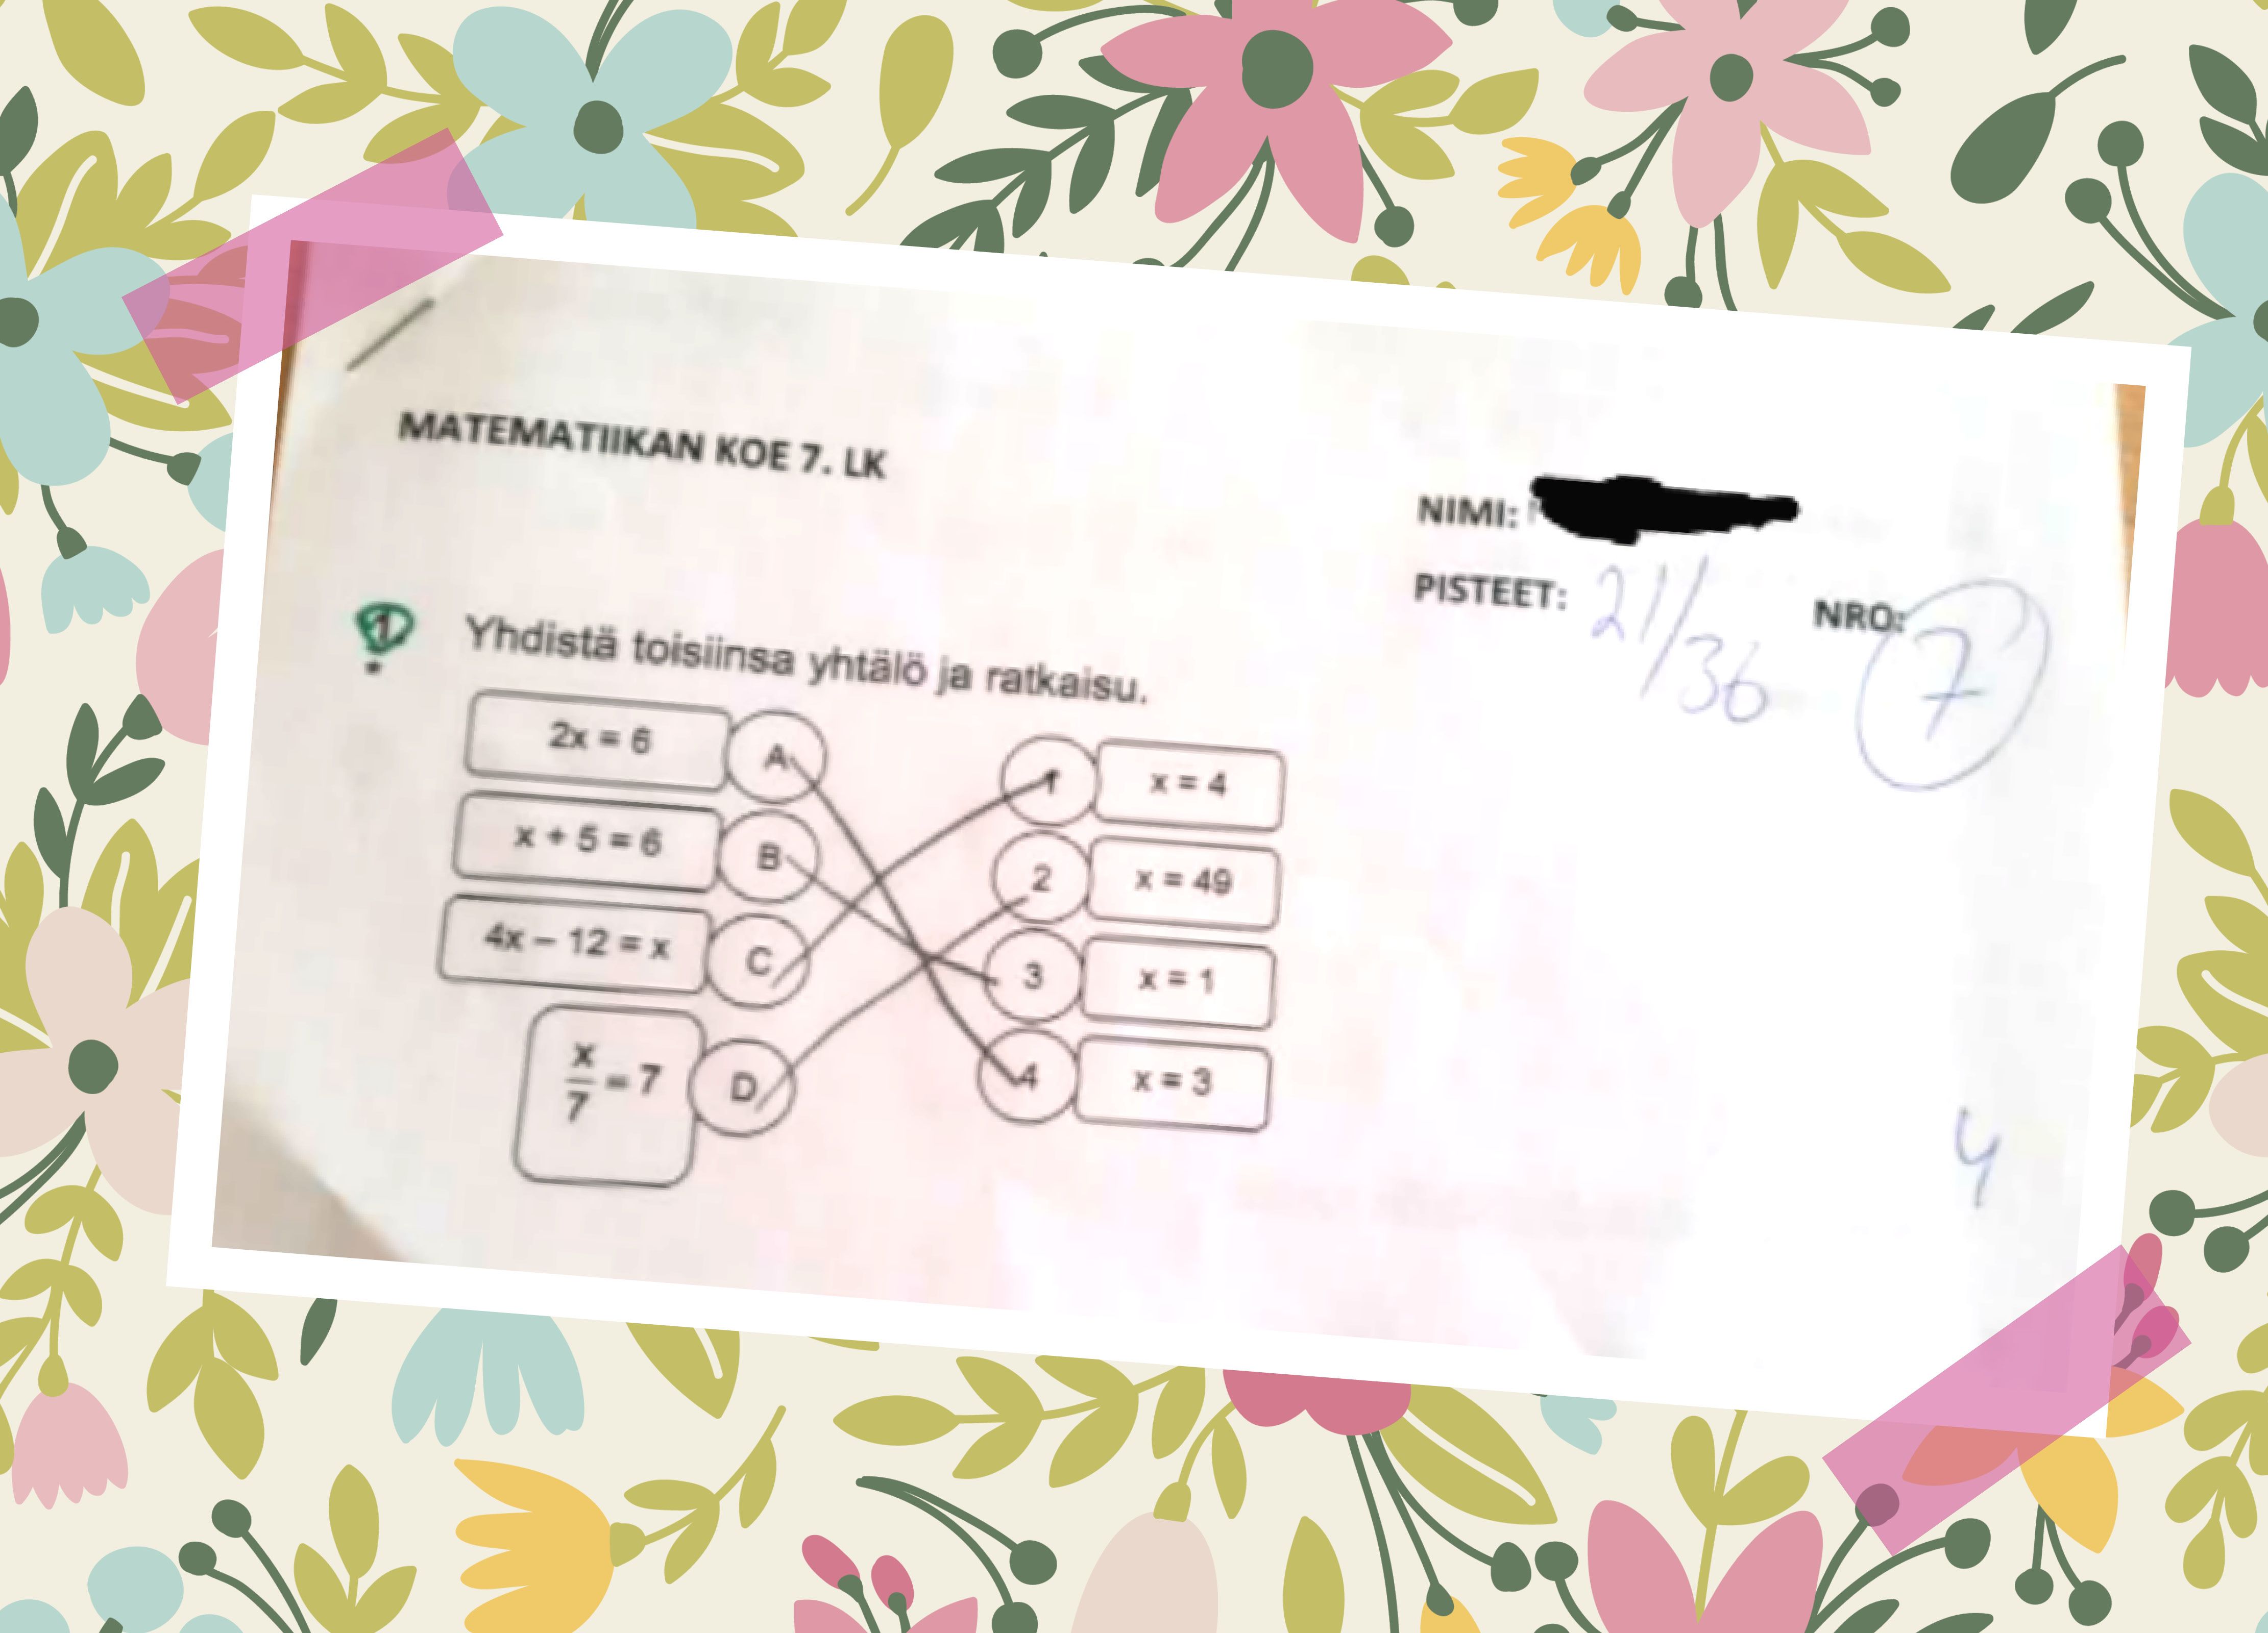 MATEMATIIKAN KOE 7. LK
NIMI:
PISTEET: 21/36 NRO: 7
1. Yhdistä toisiinsa yhtälö ja ratkaisu.
2x = 6 A 1 x = 4
x + 5 = 6 B 2 x = 49
4x – 12 = x C 3 x = 1
x/7 = 7 D 4 x = 3
4